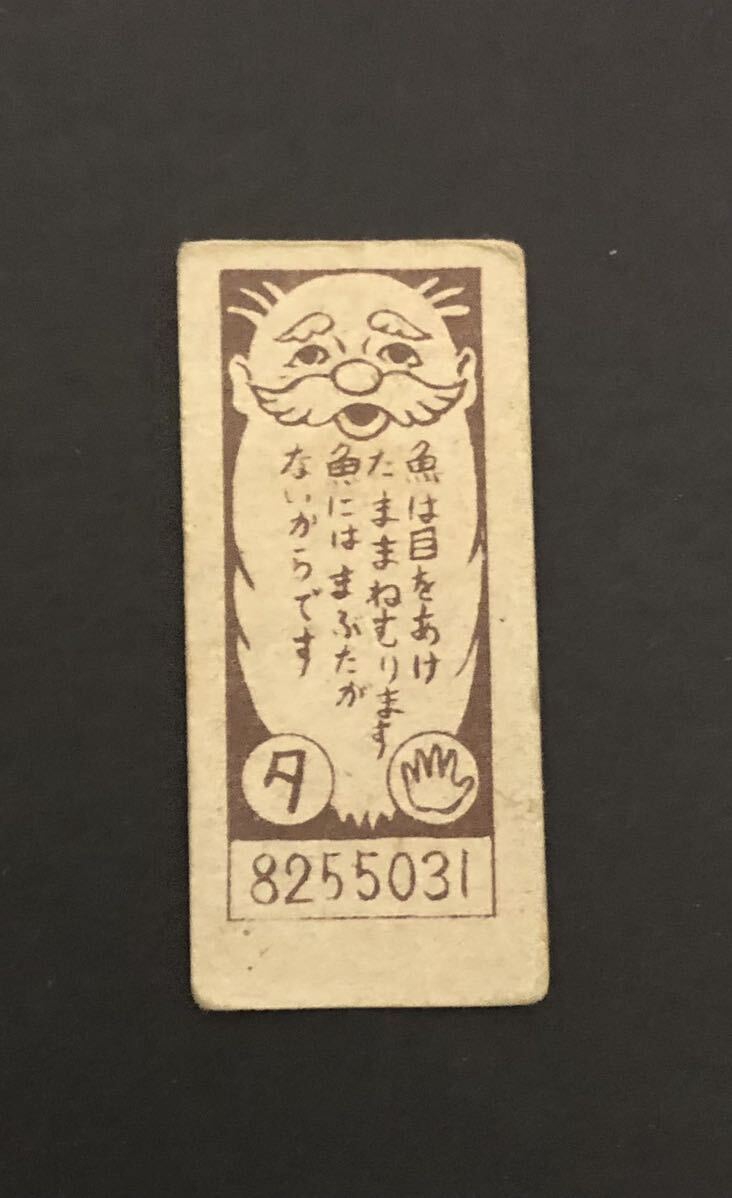 魚は目をあけ
たままねむります
魚にはまぶたが
ないからです
タ
8255031